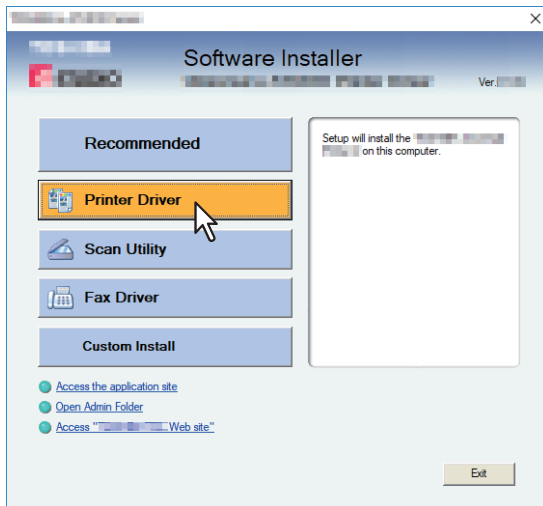 Software Installer
Ver.
Recommended
Setup will install the
on this computer.
Printer Driver
Scan Utility
Fax Driver
Custom Install
Access the application site
Open Admin Folder
Access " Web site"
Exit